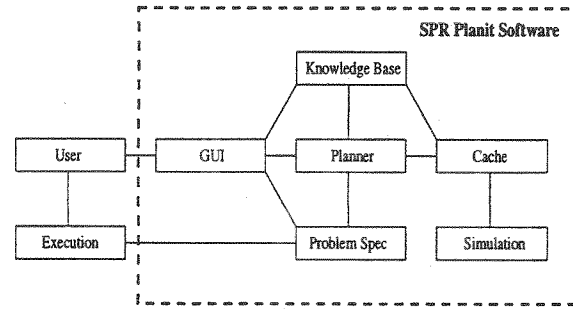 SPR Planit Software
Knowledge Base
User
GUI
Planner
Cache
Execution
Problem Spec
Simulation